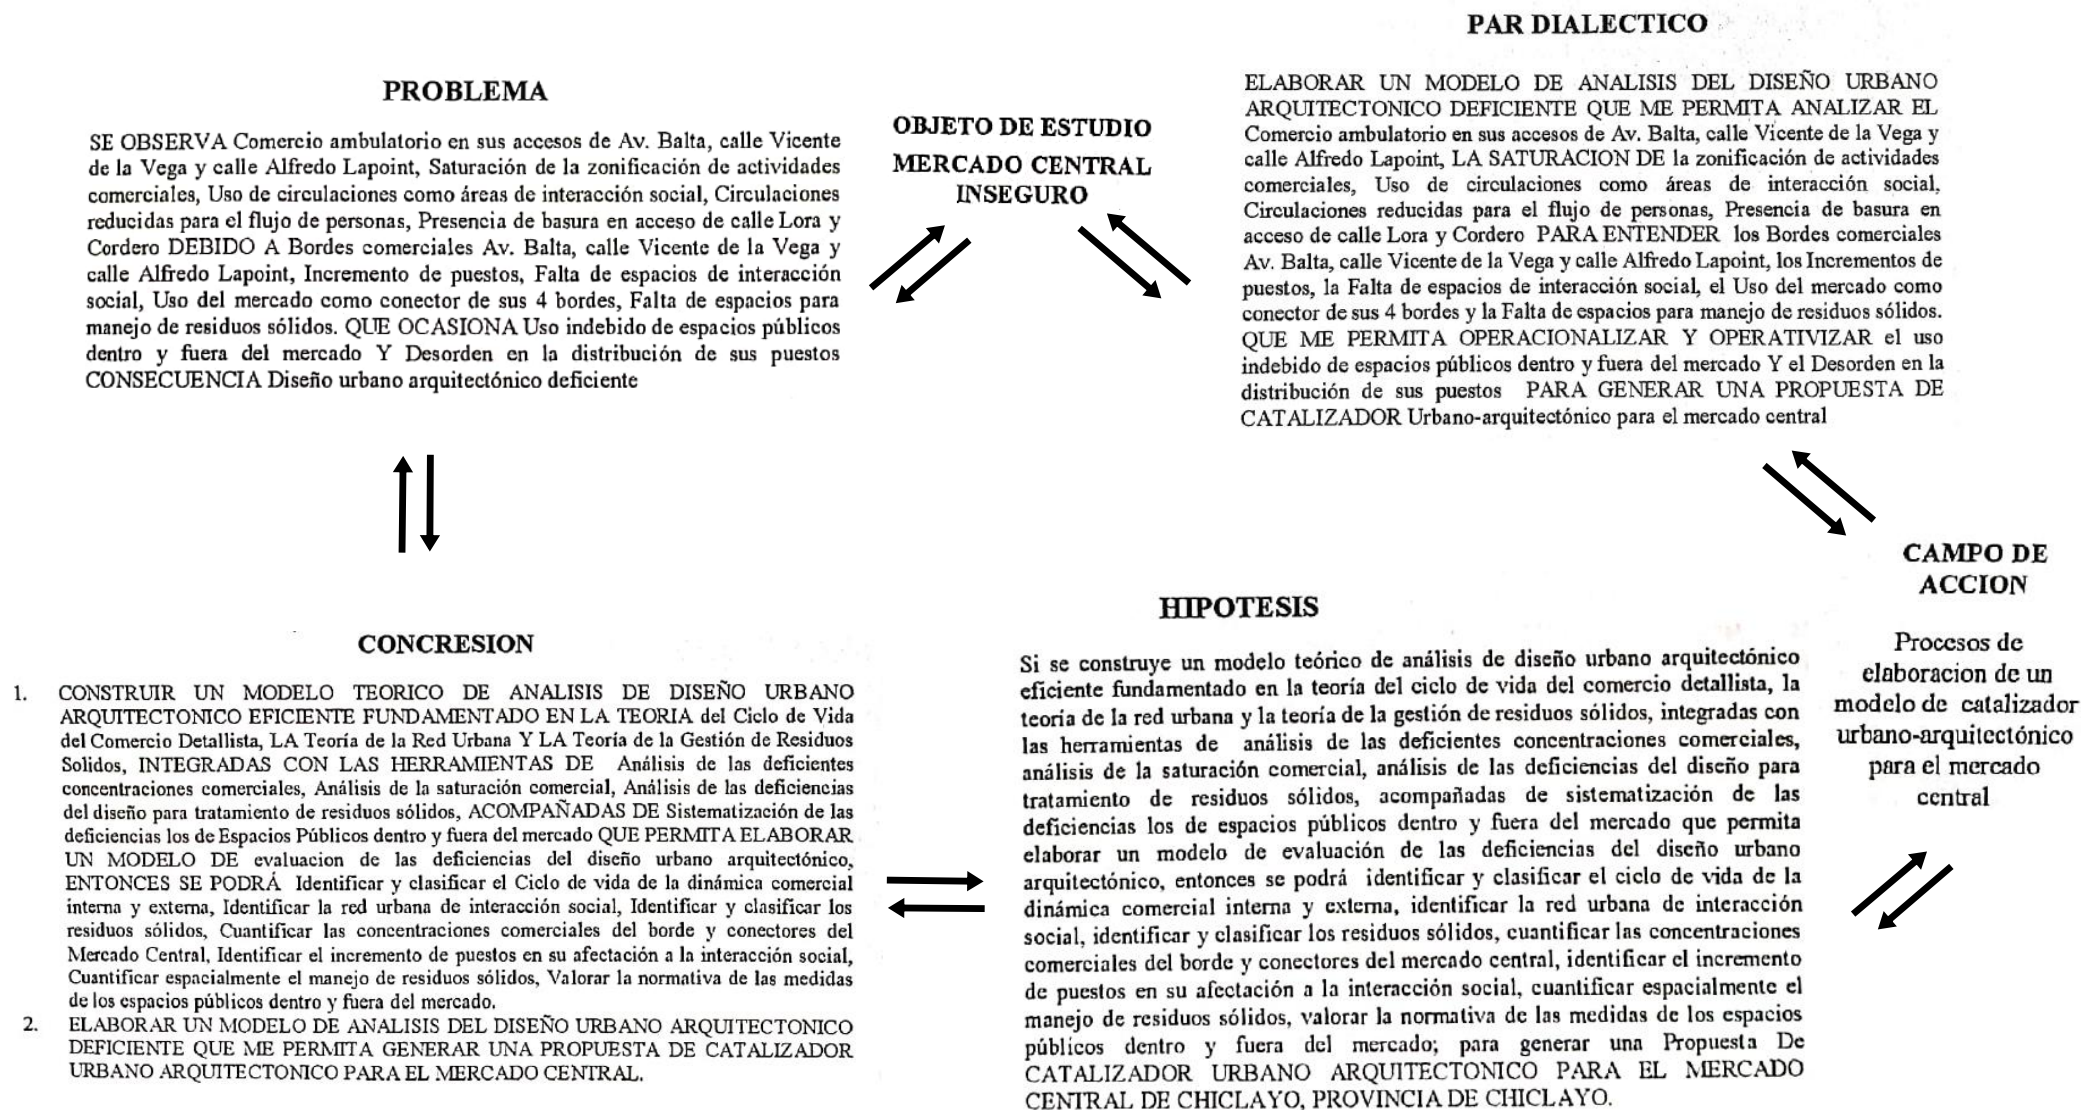 PROBLEMA
SE OBSERVA Comercio ambulatorio en sus accesos de Av. Balta, calle Vicente
de la Vega y calle Alfredo Lapoint, Saturación de la zonificación de actividades
comerciales, Uso de circulaciones como áreas de interacción social, Circulaciones
reducidas para el flujo de personas, Presencia de basura en acceso de calle Lora y
Cordero DEBIDO A Bordes comerciales Av. Balta, calle Vicente de la Vega y
calle Alfredo Lapoint, Incremento de puestos, Falta de espacios de interacción
social, Uso del mercado como conector de sus 4 bordes, Falta de espacios para
manejo de residuos sólidos. QUE OCASIONA Uso indebido de espacios públicos
dentro y fuera del mercado Y Desorden en la distribución de sus puestos
CONSECUENCIA Diseño urbano arquitectónico deficiente
OBJETO DE ESTUDIO
MERCADO CENTRAL
INSEGURO
PAR DIALECTICO
ELABORAR UN MODELO DE ANALISIS DEL DISEÑO URBANO
ARQUITECTONICO DEFICIENTE QUE ME PERMITA ANALIZAR EL
Comercio ambulatorio en sus accesos de Av. Balta, calle Vicente de la Vega y
calle Alfredo Lapoint, LA SATURACION DE la zonificación de actividades
comerciales, Uso de circulaciones como áreas de interacción social,
Circulaciones reducidas para el flujo de personas, Presencia de basura en
acceso de calle Lora y Cordero PARA ENTENDER los Bordes comerciales
Av. Balta, calle Vicente de la Vega y calle Alfredo Lapoint, los Incrementos de
puestos, la Falta de espacios de interacción social, el Uso del mercado como
conector de sus 4 bordes y la Falta de espacios para manejo de residuos sólidos.
QUE ME PERMITA OPERACIONALIZAR Y OPERATIVIZAR el uso
indebido de espacios públicos dentro y fuera del mercado Y el Desorden en la
distribución de sus puestos PARA GENERAR UNA PROPUESTA DE
CATALIZADOR Urbano-arquitectónico para el mercado central
CAMPO DE
ACCION
Procesos de
elaboracion de un
modelo de catalizador
urbano-arquitectónico
para el mercado
central
CONCRESION
1. CONSTRUIR UN MODELO TEORICO DE ANALISIS DE DISEÑO URBANO
ARQUITECTONICO EFICIENTE FUNDAMENTADO EN LA TEORIA del Ciclo de Vida
del Comercio Detallista, LA Teoría de la Red Urbana Y LA Teoría de la Gestión de Residuos
Solidos, INTEGRADAS CON LAS HERRAMIENTAS DE Análisis de las deficientes
concentraciones comerciales, Análisis de la saturación comercial, Análisis de las deficiencias
del diseño para tratamiento de residuos sólidos, ACOMPAÑADAS DE Sistematización de las
deficiencias los de Espacios Públicos dentro y fuera del mercado QUE PERMITA ELABORAR
UN MODELO DE evaluacion de las deficiencias del diseño urbano arquitectónico,
ENTONCES SE PODRÁ Identificar y clasificar el Ciclo de vida de la dinámica comercial
interna y externa, Identificar la red urbana de interacción social, Identificar y clasificar los
residuos sólidos, Cuantificar las concentraciones comerciales del borde y conectores del
Mercado Central, Identificar el incremento de puestos en su afectación a la interacción social,
Cuantificar espacialmente el manejo de residuos sólidos, Valorar la normativa de las medidas
de los espacios públicos dentro y fuera del mercado.
2. ELABORAR UN MODELO DE ANALISIS DEL DISEÑO URBANO ARQUITECTONICO
DEFICIENTE QUE ME PERMITA GENERAR UNA PROPUESTA DE CATALIZADOR
URBANO ARQUITECTONICO PARA EL MERCADO CENTRAL.
HIPOTESIS
Si se construye un modelo teórico de análisis de diseño urbano arquitectónico
eficiente fundamentado en la teoría del ciclo de vida del comercio detallista, la
teoría de la red urbana y la teoría de la gestión de residuos sólidos, integradas con
las herramientas de análisis de las deficientes concentraciones comerciales,
análisis de la saturación comercial, análisis de las deficiencias del diseño para
tratamiento de residuos sólidos, acompañadas de sistematización de las
deficiencias los de espacios públicos dentro y fuera del mercado que permita
elaborar un modelo de evaluación de las deficiencias del diseño urbano
arquitectónico, entonces se podrá identificar y clasificar el ciclo de vida de la
dinámica comercial interna y externa, identificar la red urbana de interacción
social, identificar y clasificar los residuos sólidos, cuantificar las concentraciones
comerciales del borde y conectores del mercado central, identificar el incremento
de puestos en su afectación a la interacción social, cuantificar espacialmente el
manejo de residuos sólidos, valorar la normativa de las medidas de los espacios
públicos dentro y fuera del mercado; para generar una Propuesta De
CATALIZADOR URBANO ARQUITECTONICO PARA EL MERCADO
CENTRAL DE CHICLAYO, PROVINCIA DE CHICLAYO.